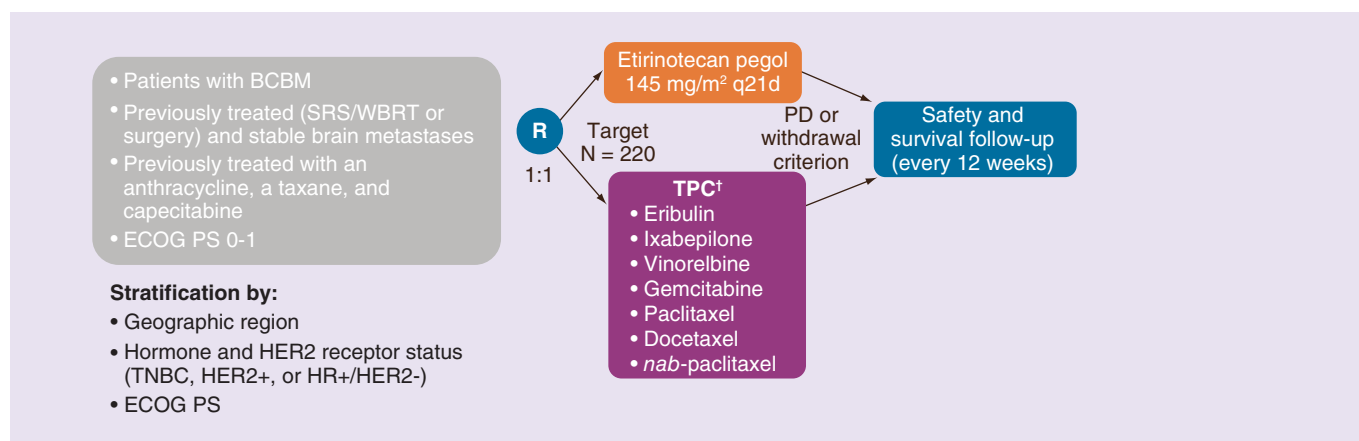 • Patients with BCBM
• Previously treated (SRS/WBRT or
surgery) and stable brain metastases
• Previously treated with an
anthracycline, a taxane, and
capecitabine
• ECOG PS 0-1
Stratification by:
• Geographic region
• Hormone and HER2 receptor status
(TNBC, HER2+, or HR+/HER2-)
• ECOG PS
R
1:1
Target
N = 220
Etirinotecan pegol
145 mg/m² q21d
TPC†
• Eribulin
• Ixabepilone
• Vinorelbine
• Gemcitabine
• Paclitaxel
• Docetaxel
• nab-paclitaxel
PD or
withdrawal
criterion
Safety and
survival follow-up
(every 12 weeks)